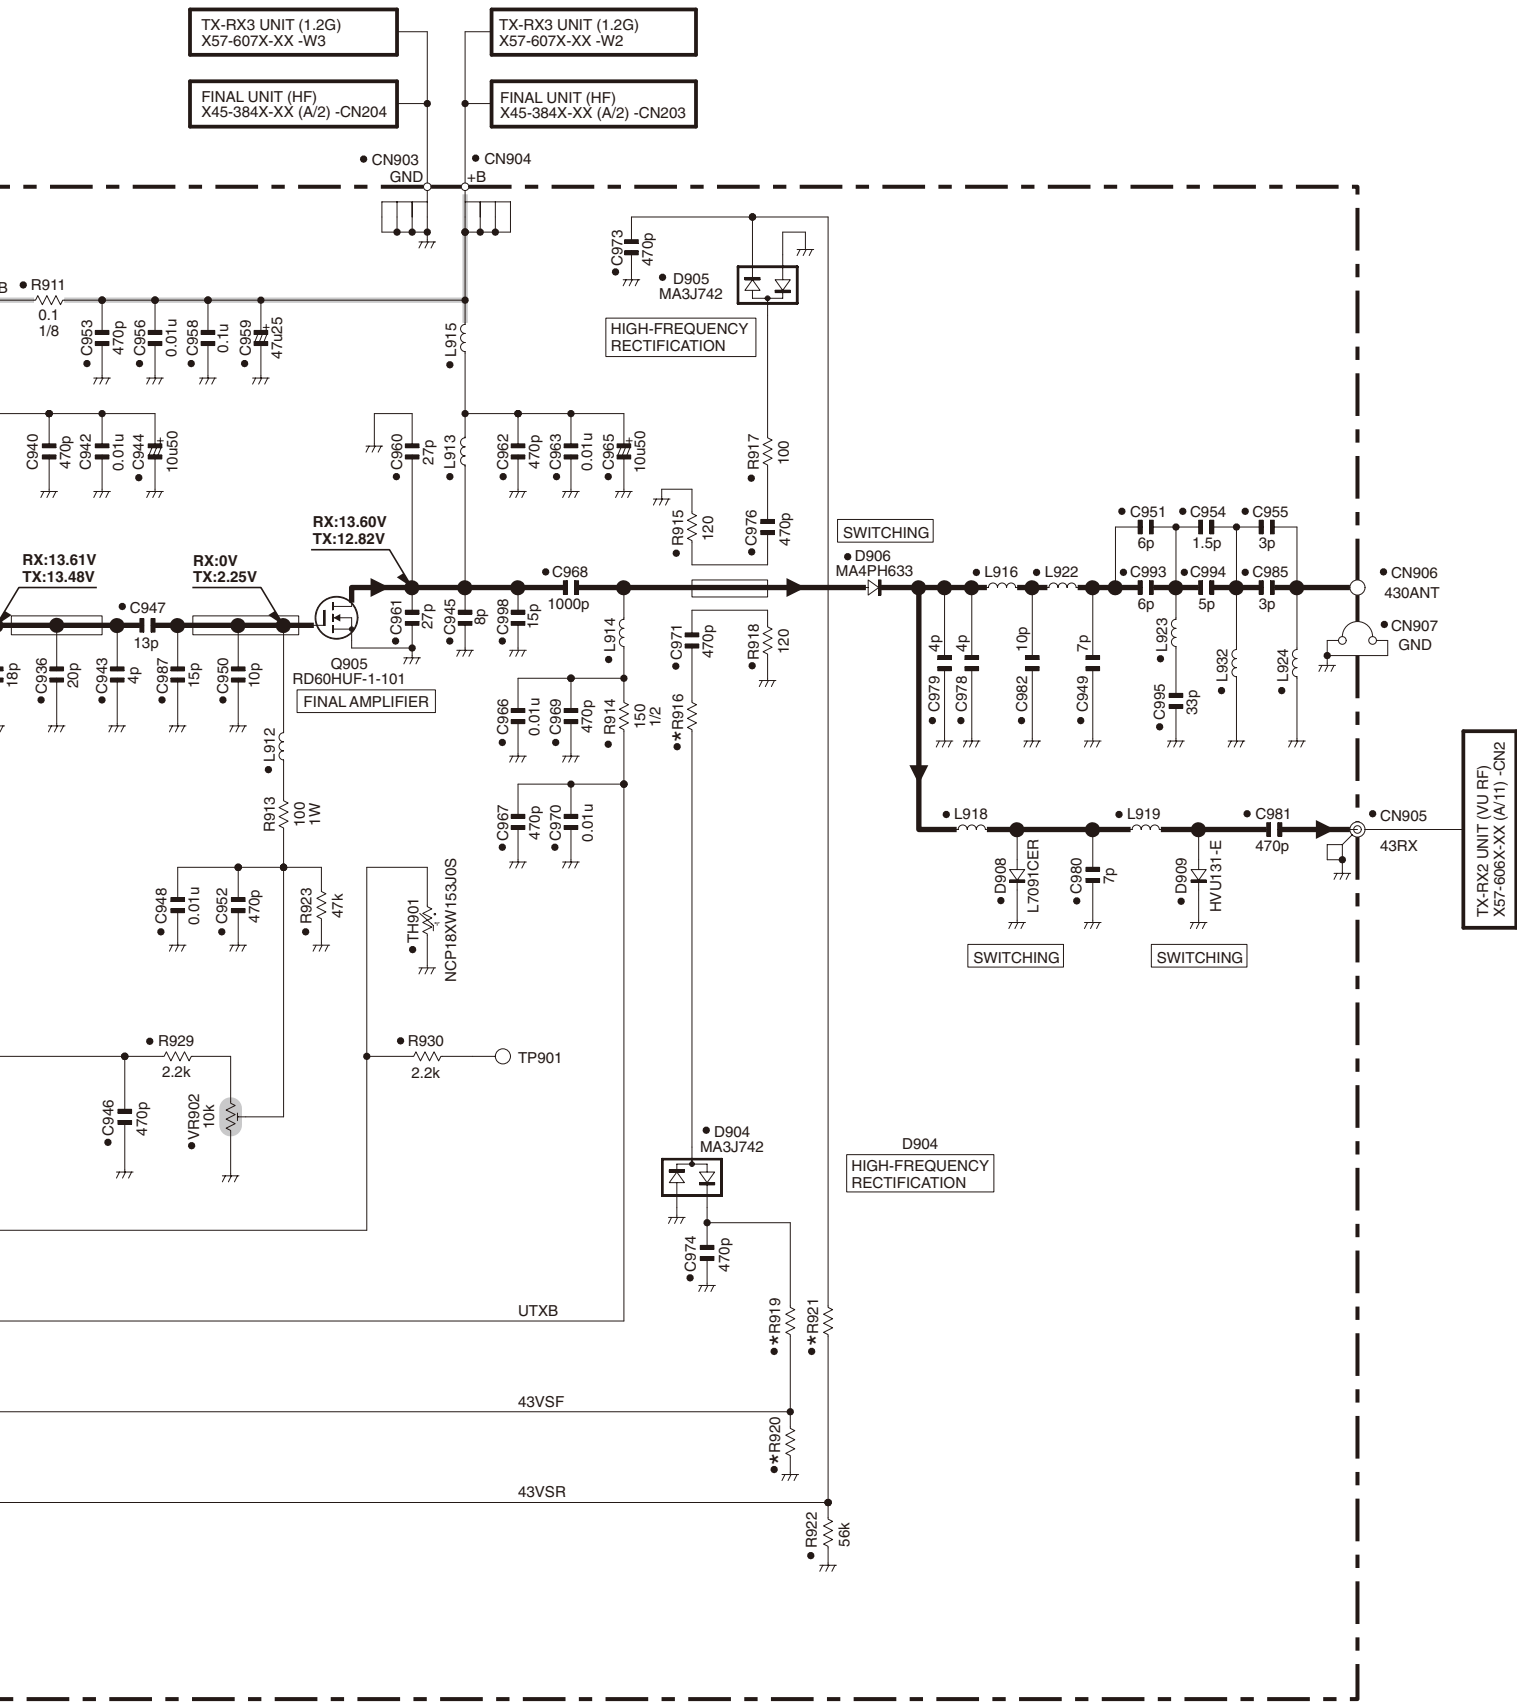 TX-RX3 UNIT (1.2G)
X57-607X-XX -W3
TX-RX3 UNIT (1.2G)
X57-607X-XX -W2
FINAL UNIT (HF)
X45-384X-XX (A/2) -CN204
FINAL UNIT (HF)
X45-384X-XX (A/2) -CN203
CN903
GND
CN904
+B
B
R911
0.1
1/8
C953
470p
C956
0.01u
C958
0.1u
C959
47u25
+
L915
C973
470p
D905
MA3J742
HIGH-FREQUENCY
RECTIFICATION
C940
470p
C942
0.01u
C944
10u50
+
C960
27p
L913
C962
470p
C963
0.01u
C965
10u50
+
R917
100
R915
120
C976
470p
SWITCHING
D906
MA4PH633
C951
6p
C954
1.5p
C955
3p
RX:13.60V
TX:12.82V
RX:13.61V
TX:13.48V
RX:0V
TX:2.25V
C968
1000p
L916
L922
C993
6p
C994
5p
C985
3p
CN906
430ANT
CN907
GND
C947
13p
18p
C936
20p
C943
4p
C987
15p
C950
10p
Q905
RD60HUF-1-101
FINAL AMPLIFIER
C961
27p
C945
8p
C998
15p
L914
C971
470p
R918
120
C979
4p
C978
4p
C982
10p
C949
7p
L923
C995
33p
L932
L924
L912
R913
100
1W
C966
0.01u
C969
470p
R914
150
1/2
*R916
C967
470p
C970
0.01u
L918
L919
C981
470p
CN905
43RX
TX-RX2 UNIT (VU RF)
X57-606X-XX (A/11) -CN2
D908
L7091CER
C980
7p
D909
HVU131-E
SWITCHING
SWITCHING
C948
0.01u
C952
470p
R923
47k
TH901
NCP18XW153J0S
R929
2.2k
R930
2.2k
TP901
C946
470p
VR902
10k
D904
MA3J742
D904
HIGH-FREQUENCY
RECTIFICATION
C974
470p
UTXB
*R919
*R921
43VSF
*R920
43VSR
R922
56k